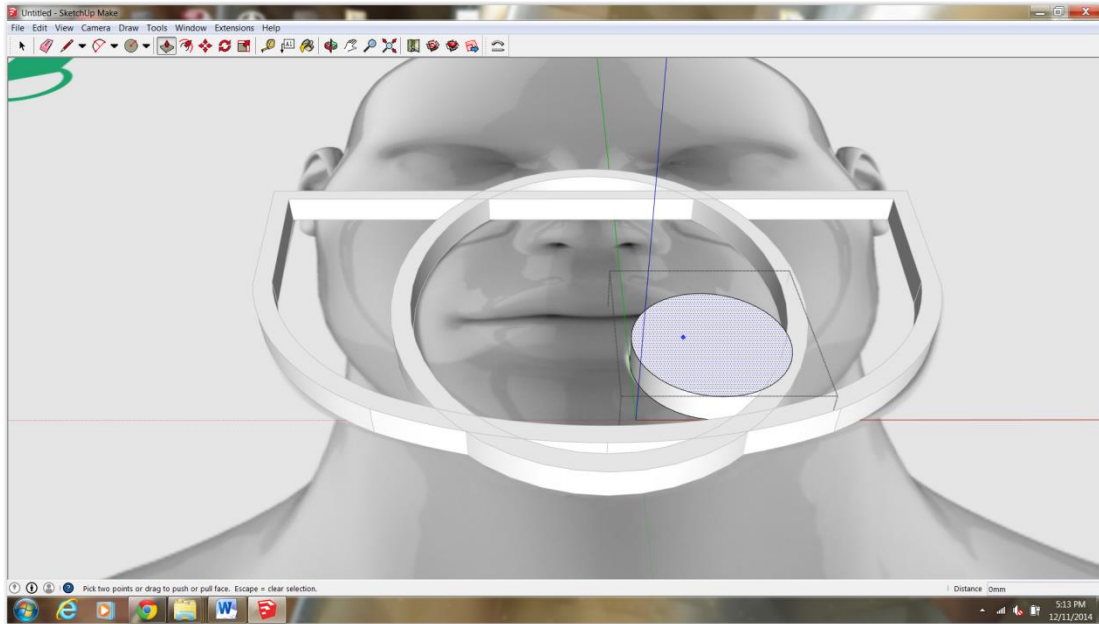 Untitled - SketchUp Make
File Edit View Camera Draw Tools Window Extensions Help
A1
Pick two points or drag to push or pull face. Escape = clear selection.
Distance 0mm
W
5:13 PM
12/11/2014